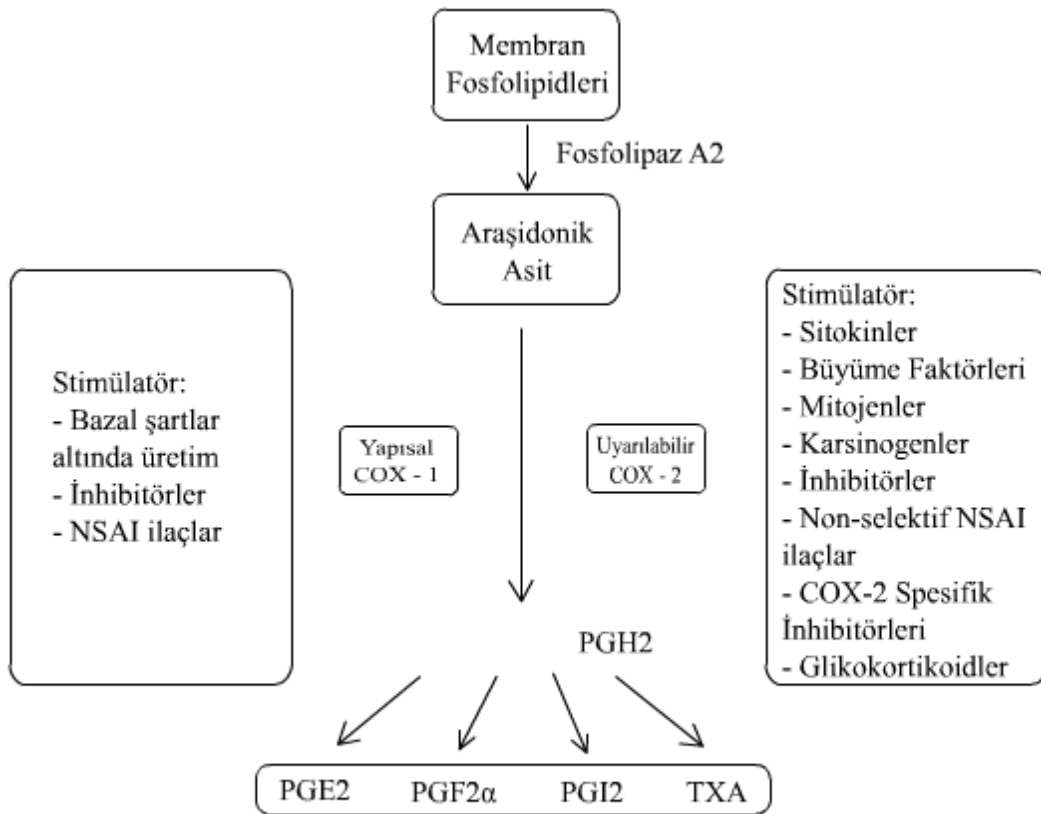 Membran
Fosfolipidleri
Fosfolipaz A2
Araşidonik
Asit
Stimülatör:
- Bazal şartlar
altında üretim
- İnhibitörler
- NSAI ilaçlar
Yapısal
COX - 1
Uyarılabilir
COX - 2
Stimülatör:
- Sitokinler
- Büyüme Faktörleri
- Mitojenler
- Karsinogenler
- İnhibitörler
- Non-selektif NSAI
ilaçlar
- COX-2 Spesifik
İnhibitörleri
- Glikokortikoidler
PGH2
PGE2 PGF2α PGI2 TXA